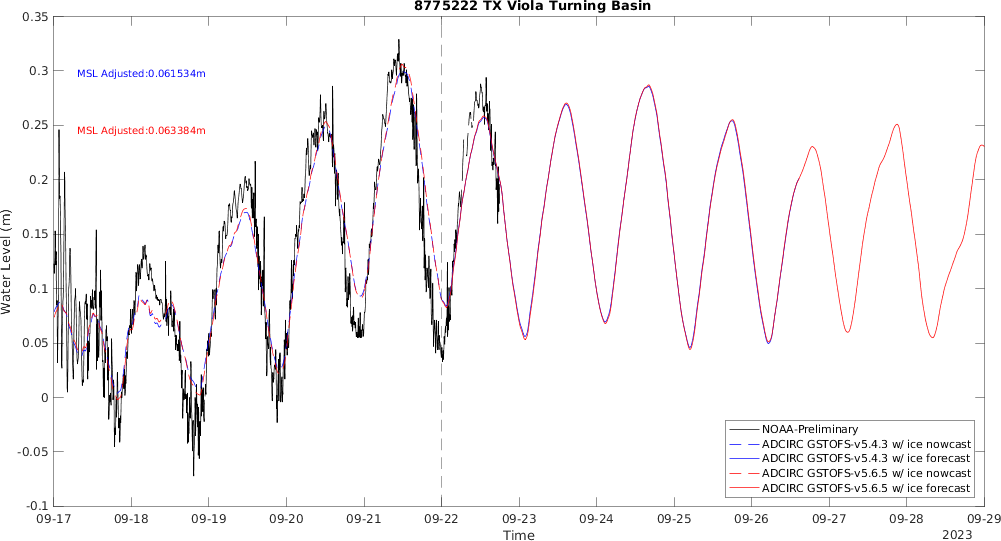 8775222 TX Viola Turning Basin
0.35
0.3
0.25
0.2
0.15
0.1
0.05
0
-0.05
-0.1
Water Level (m)
MSL Adjusted:0.061534m
MSL Adjusted:0.063384m
NOAA-Preliminary
ADCIRC GSTOFS-v5.4.3 w/ ice nowcast
ADCIRC GSTOFS-v5.4.3 w/ ice forecast
ADCIRC GSTOFS-v5.6.5 w/ ice nowcast
ADCIRC GSTOFS-v5.6.5 w/ ice forecast
09-17 09-18 09-19 09-20 09-21 09-22 09-23 09-24 09-25 09-26 09-27 09-28 09-29
Time
2023